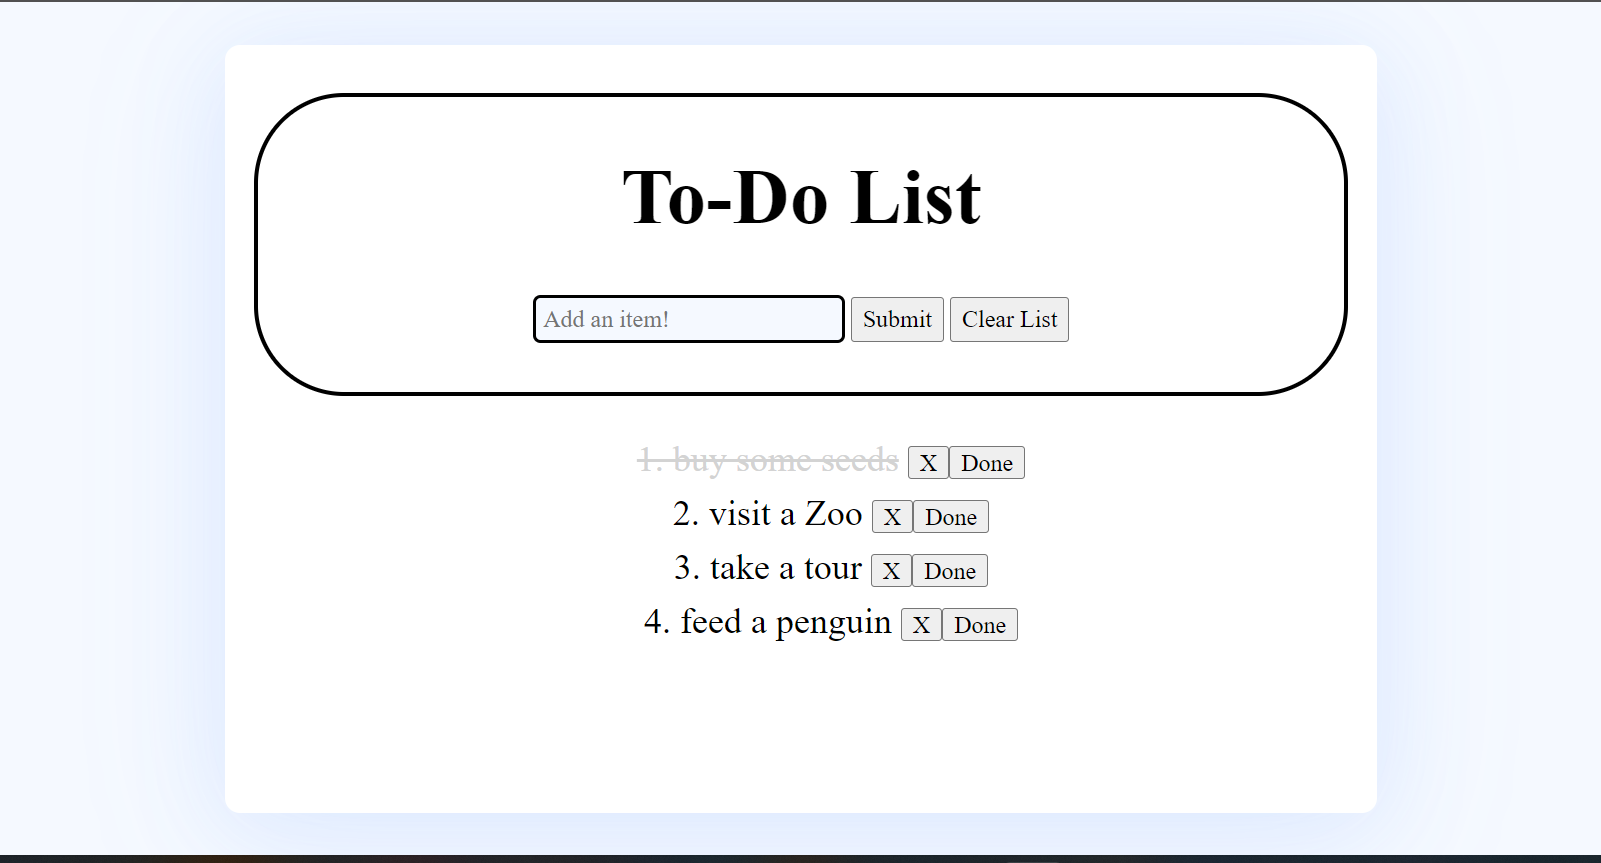 To-Do List
Add an item! Submit Clear List
1. buy some seeds X Done
2. visit a Zoo X Done
3. take a tour X Done
4. feed a penguin X Done